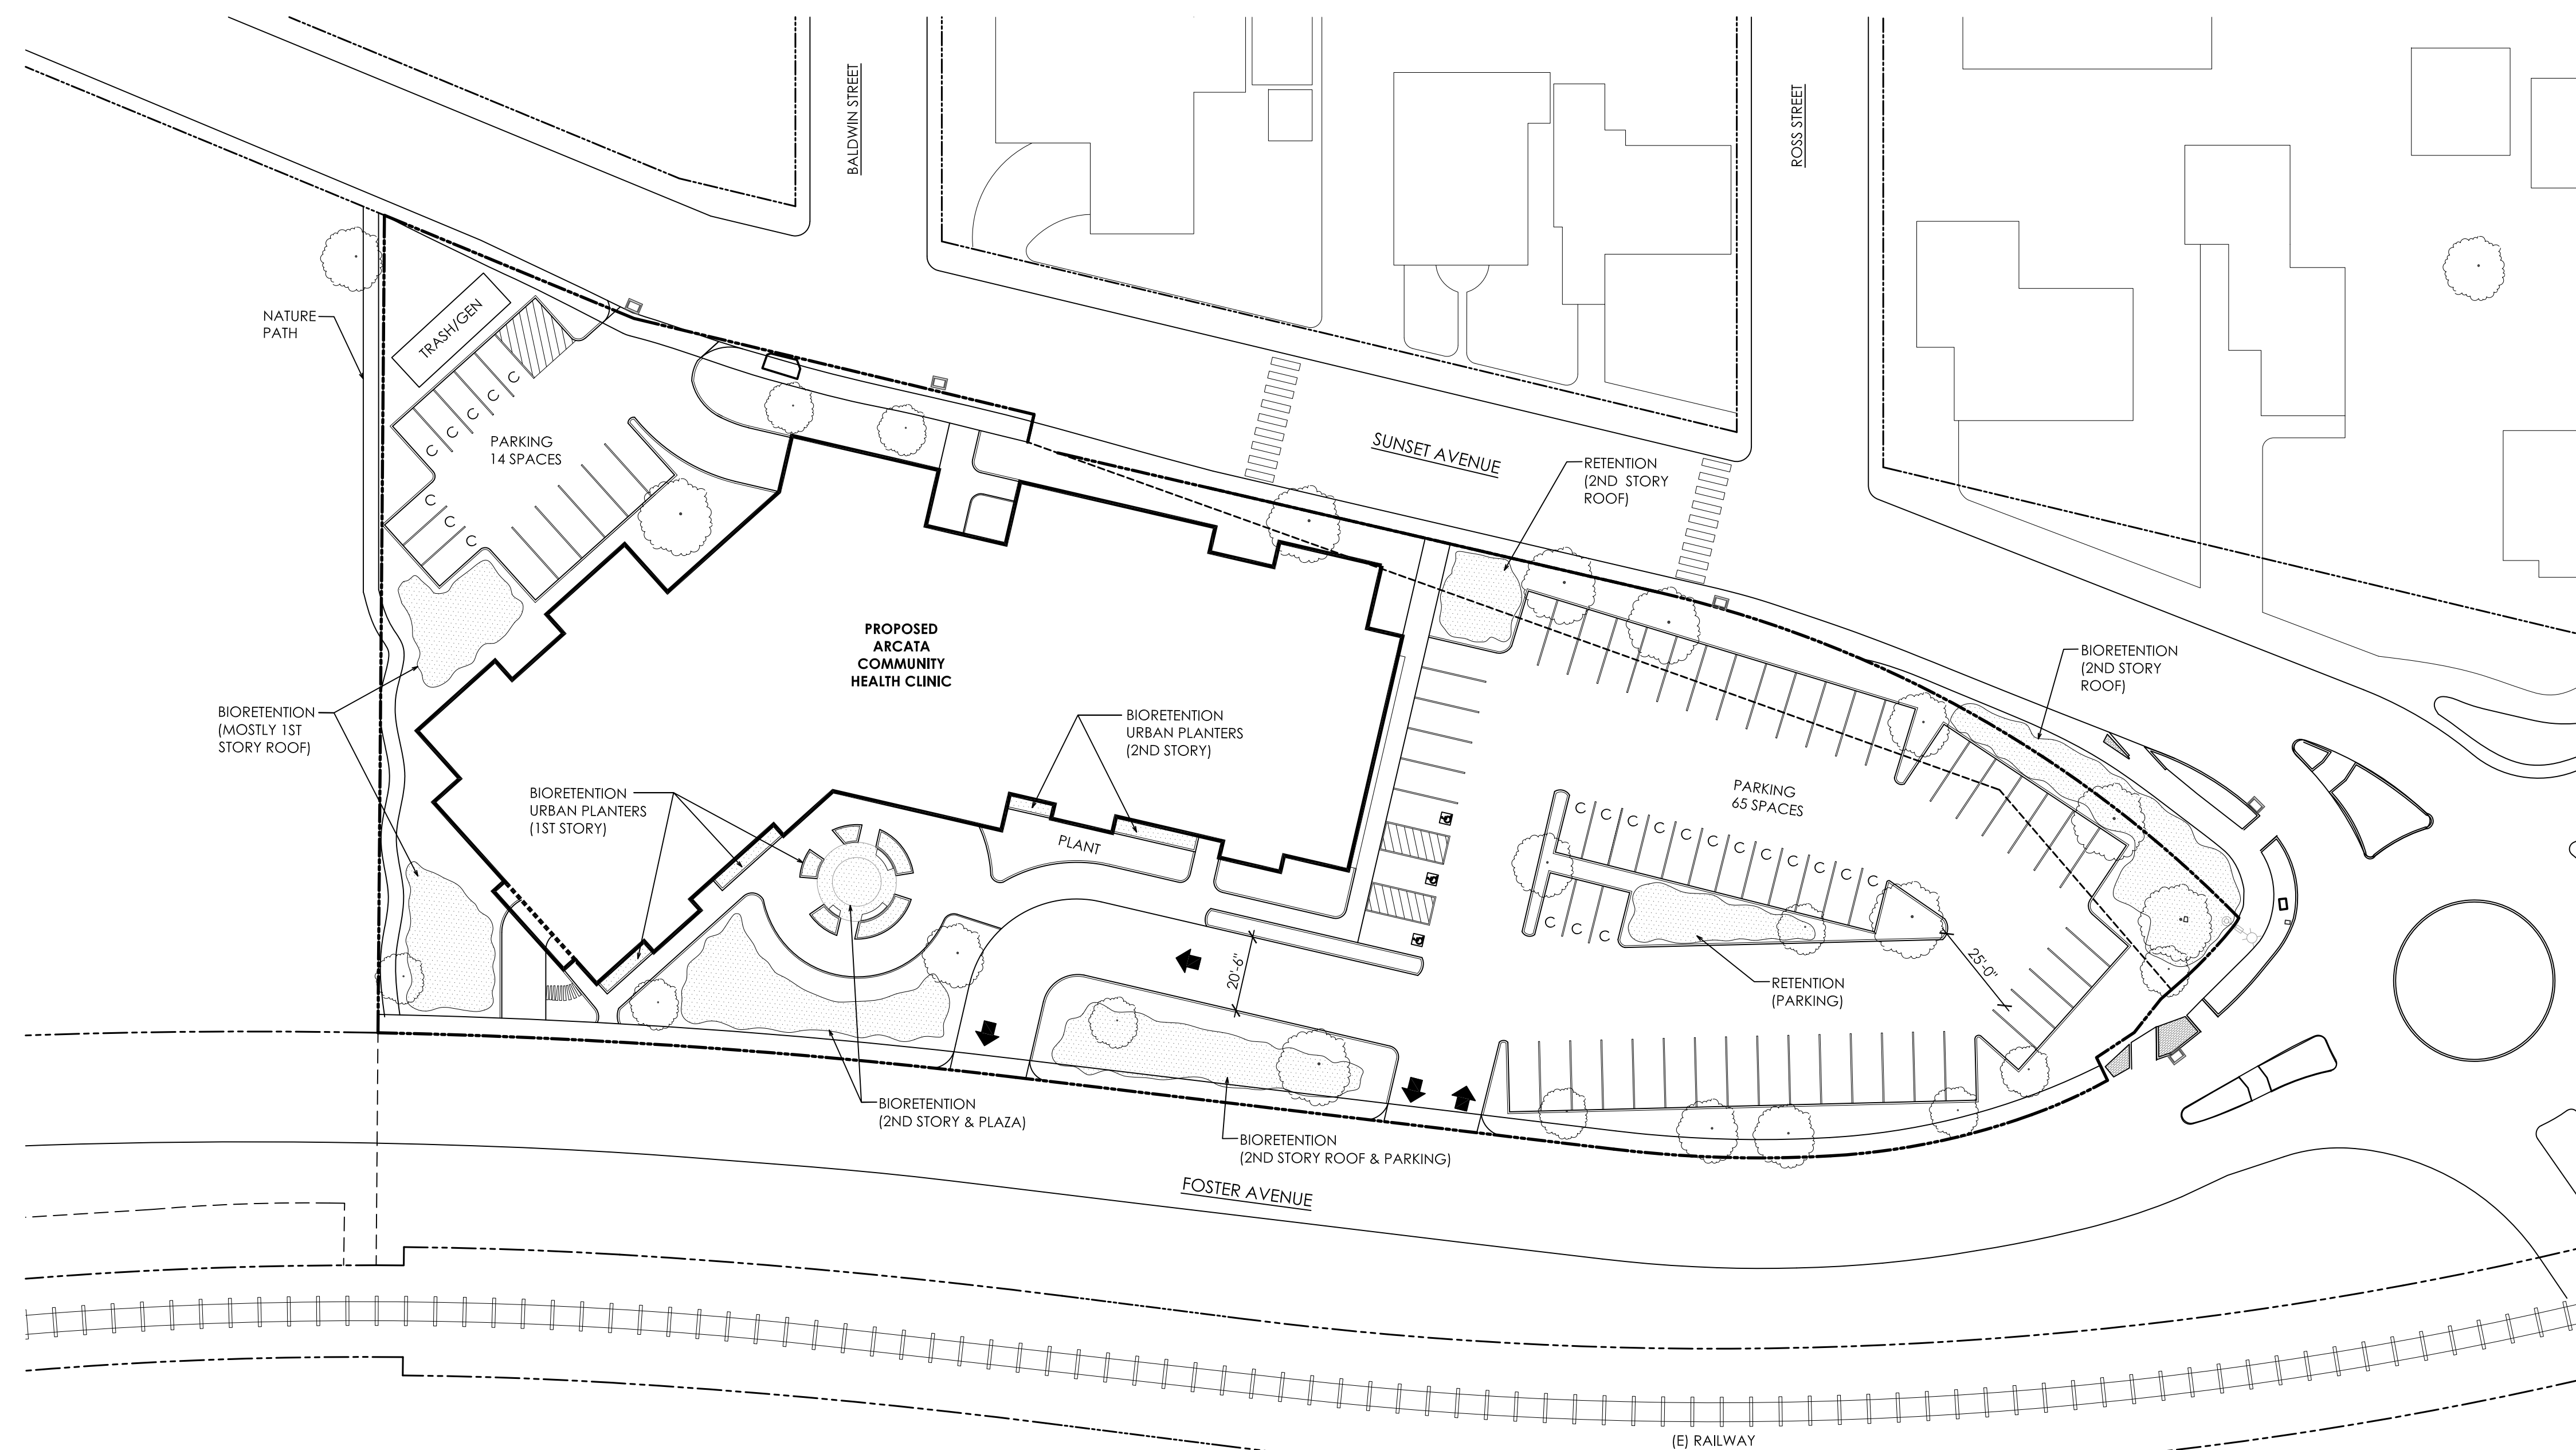 BALDWIN STREET
ROSS STREET
NATURE
PATH
TRASH/GEN
C
C
C
C
C
PARKING
14 SPACES
C
C
C
SUNSET AVENUE
RETENTION
(2ND STORY
ROOF)
PROPOSED
ARCATA
COMMUNITY
HEALTH CLINIC
BIORETENTION
(2ND STORY
ROOF)
BIORETENTION
(MOSTLY 1ST
STORY ROOF)
BIORETENTION
URBAN PLANTERS
(2ND STORY)
BIORETENTION
URBAN PLANTERS
(1ST STORY)
PLANT
PARKING
65 SPACES
C C C C C C C C C C C C
C C C
20'-6"
25'-0"
RETENTION
(PARKING)
BIORETENTION
(2ND STORY & PLAZA)
BIORETENTION
(2ND STORY ROOF & PARKING)
FOSTER AVENUE
(E) RAILWAY